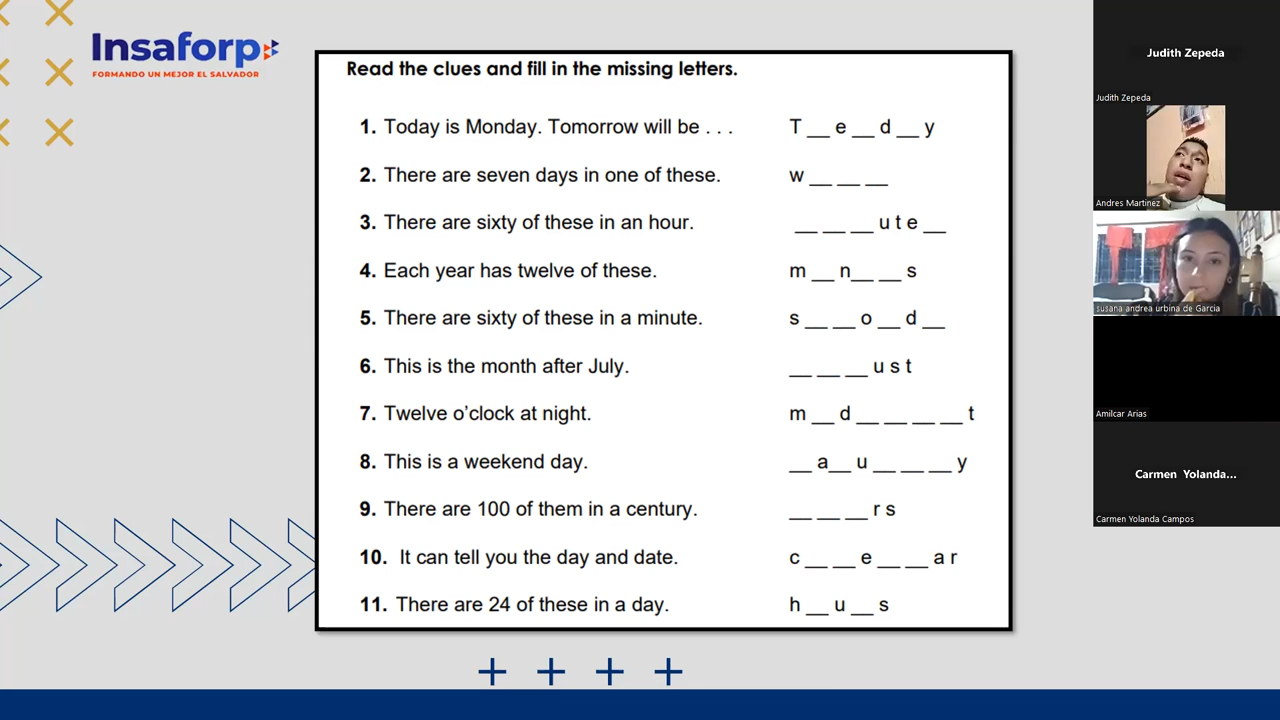 Insaforp
FORMANDO UN MEJOR EL SALVADOR
Read the clues and fill in the missing letters.
1. Today is Monday. Tomorrow will be . . . T __ e __ d __ y
2. There are seven days in one of these. w __ __ __
3. There are sixty of these in an hour. __ __ __ u t e __
4. Each year has twelve of these. m __ n__ __ s
5. There are sixty of these in a minute. s __ __ o __ d __
6. This is the month after July. __ __ __ u s t
7. Twelve o’clock at night. m __ d __ __ __ __ t
8. This is a weekend day. __ a__ u __ __ __ y
9. There are 100 of them in a century. __ __ __ r s
10. It can tell you the day and date. c __ __ e __ __ a r
11. There are 24 of these in a day. h __ u __ s
Judith Zepeda
Judith Zepeda
Andres Martinez
susana andrea urbina de Garcia
Amilcar Arias
Carmen Yolanda...
Carmen Yolanda Campos